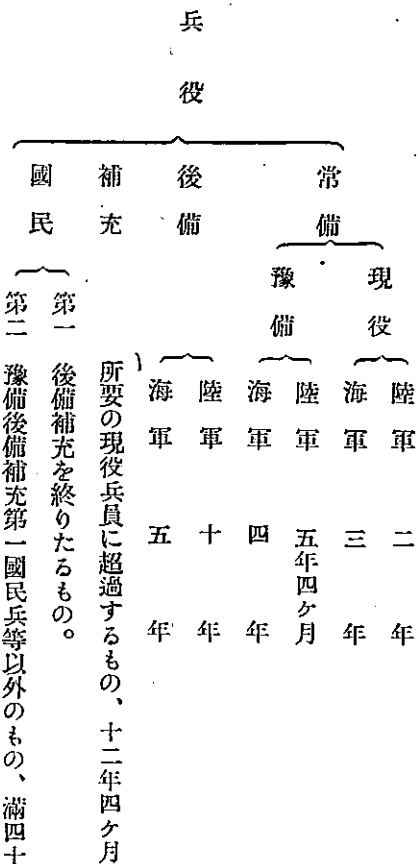 兵役
常備
現役
陸軍 二年
海軍 三年
豫備
陸軍 五年四ケ月
海軍 四年
後備
陸軍 十年
海軍 五年
補充
所要の現役兵員に超過するもの、十二年四ケ月
國民
第一 後備補充を終りたるもの。
第二 豫備後備補充第一國民兵等以外のもの、滿四十